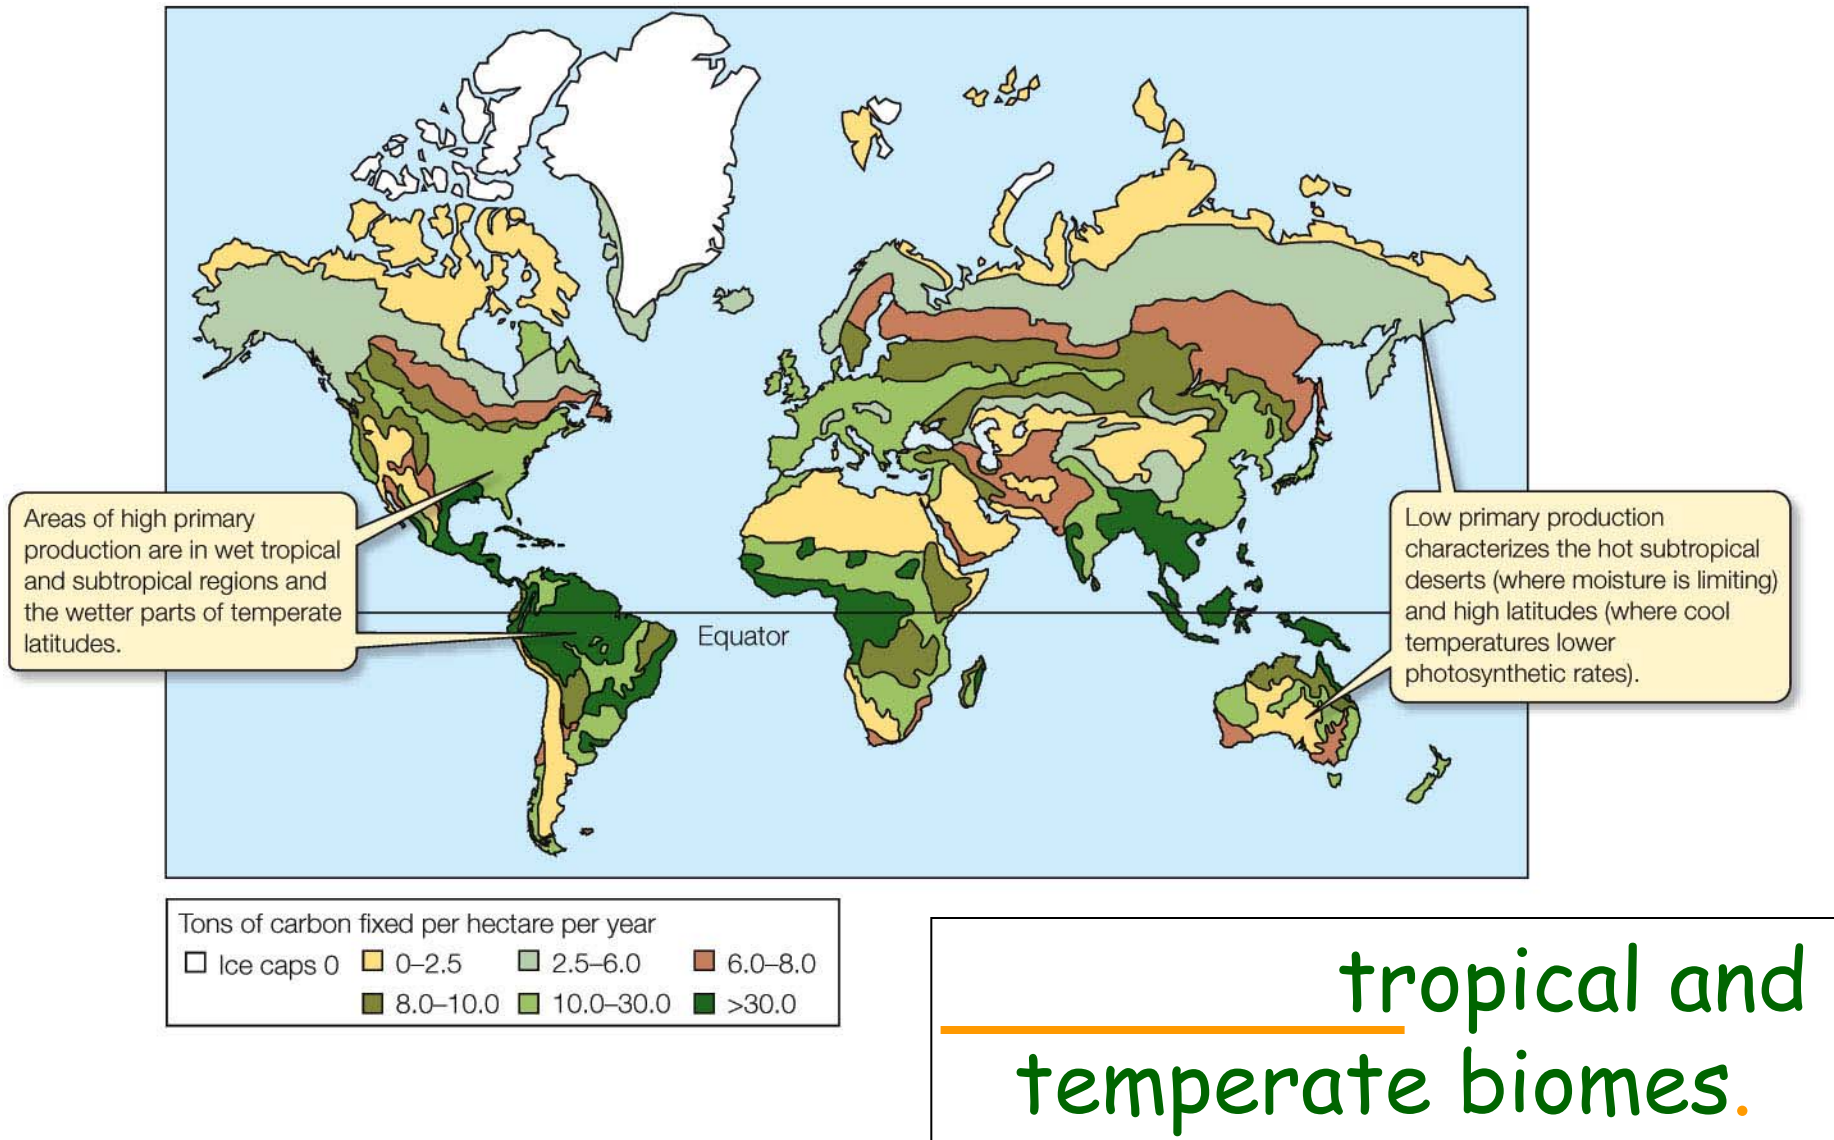 Areas of high primary
production are in wet tropical
and subtropical regions and
the wetter parts of temperate
latitudes.
Equator
Low primary production
characterizes the hot subtropical
deserts (where moisture is limiting)
and high latitudes (where cool
temperatures lower
photosynthetic rates).
Tons of carbon fixed per hectare per year
Ice caps 0 0–2.5 2.5–6.0 6.0–8.0
8.0–10.0 10.0–30.0 >30.0
tropical and
temperate biomes.